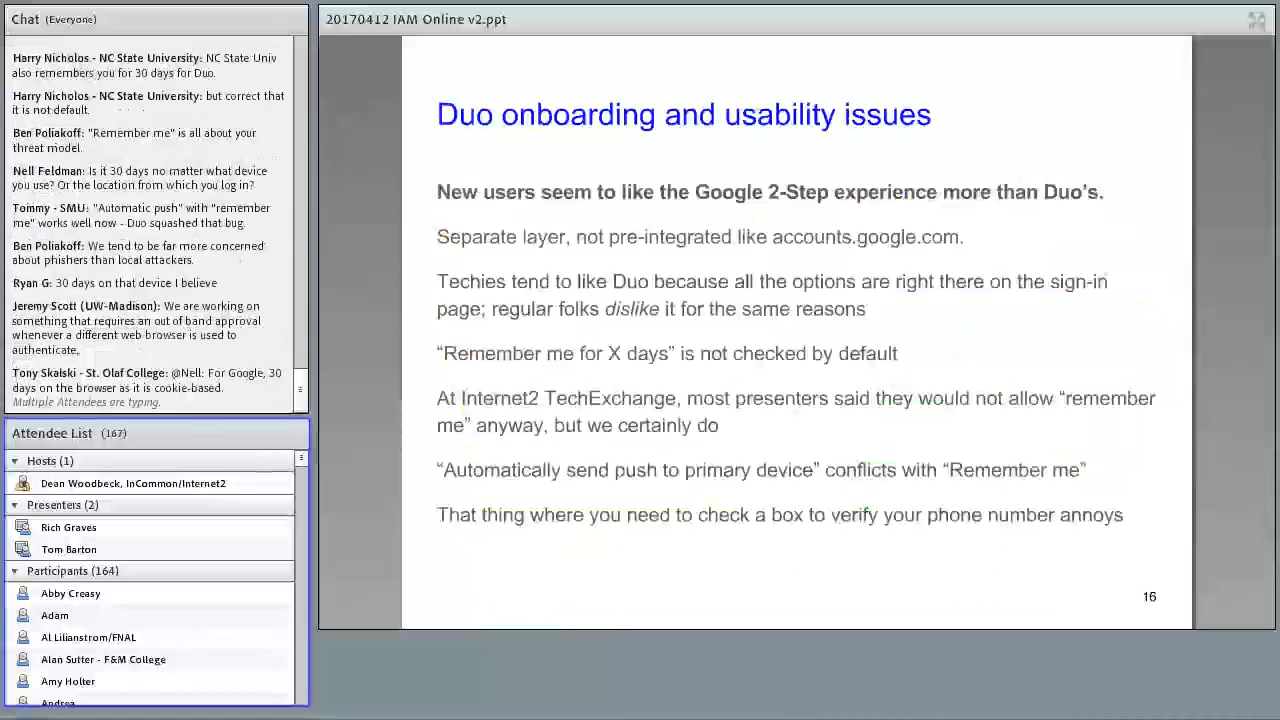 Chat (Everyone)
Harry Nicholos - NC State University: NC State Univ
also remembers you for 30 days for Duo.
Harry Nicholos - NC State University: but correct that
it is not default.
Ben Poliakoff: "Remember me" is all about your
threat model.
Nell Feldman: Is it 30 days no matter what device
you use? Or the location from which you log in?
Tommy - SMU: "Automatic push" with "remember
me" works well now - Duo squashed that bug.
Ben Poliakoff: We tend to be far more concerned
about phishers than local attackers.
Ryan G: 30 days on that device I believe
Jeremy Scott (UW-Madison): We are working on
something that requires an out of band approval
whenever a different web browser is used to
authenticate.
Tony Skalski - St. Olaf College: @Nell: For Google, 30
days on the browser as it is cookie-based.
Multiple Attendees are typing.
Attendee List (167)
Hosts (1)
Dean Woodbeck, InCommon/Internet2
Presenters (2)
Rich Graves
Tom Barton
Participants (164)
Abby Creasy
Adam
Al Lilianstrom/FNAL
Alan Sutter - F&M College
Amy Holter
Andrea
20170412 IAM Online v2.ppt
Duo onboarding and usability issues
New users seem to like the Google 2-Step experience more than Duo's.
Separate layer, not pre-integrated like accounts.google.com.
Techies tend to like Duo because all the options are right there on the sign-in
page; regular folks dislike it for the same reasons
“Remember me for X days” is not checked by default
At Internet2 TechExchange, most presenters said they would not allow “remember
me” anyway, but we certainly do
“Automatically send push to primary device” conflicts with “Remember me”
That thing where you need to check a box to verify your phone number annoys
16